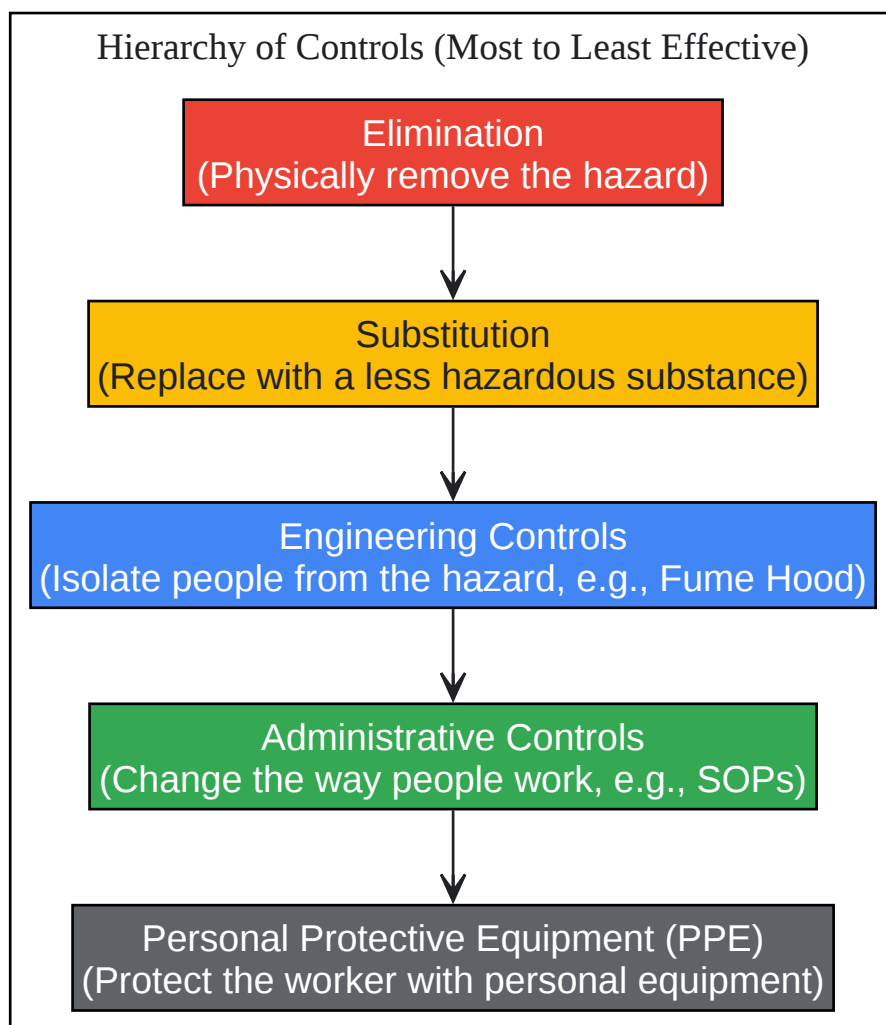 Hierarchy of Controls (Most to Least Effective)
Elimination
(Physically remove the hazard)
Substitution
(Replace with a less hazardous substance)
Engineering Controls
(Isolate people from the hazard, e.g., Fume Hood)
Administrative Controls
(Change the way people work, e.g., SOPs)
Personal Protective Equipment (PPE)
(Protect the worker with personal equipment)